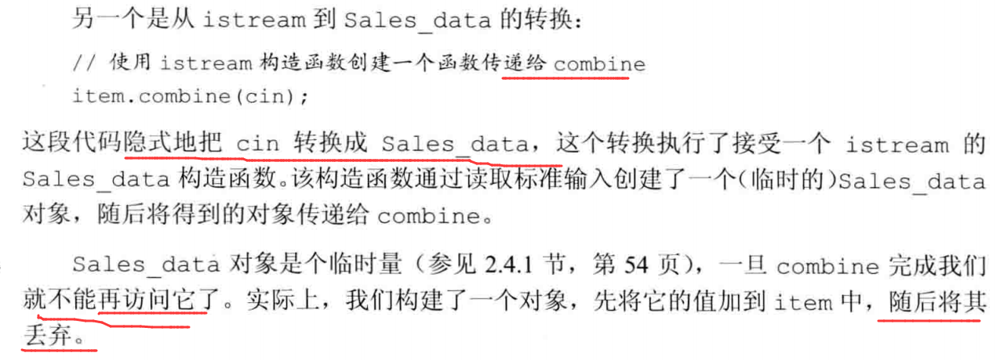 另一个是从 istream 到 Sales_data 的转换：
// 使用 istream 构造函数创建一个函数传递给 combine
item.combine(cin);
这段代码隐式地把 cin 转换成 Sales_data，这个转换执行了接受一个 istream 的
Sales_data 构造函数。该构造函数通过读取标准输入创建了一个(临时的)Sales_data
对象，随后将得到的对象传递给 combine。
Sales_data 对象是个临时量（参见 2.4.1 节，第 54 页），一旦 combine 完成我们
就不能再访问它了。实际上，我们构建了一个对象，先将它的值加到 item 中，随后将其
丢弃。